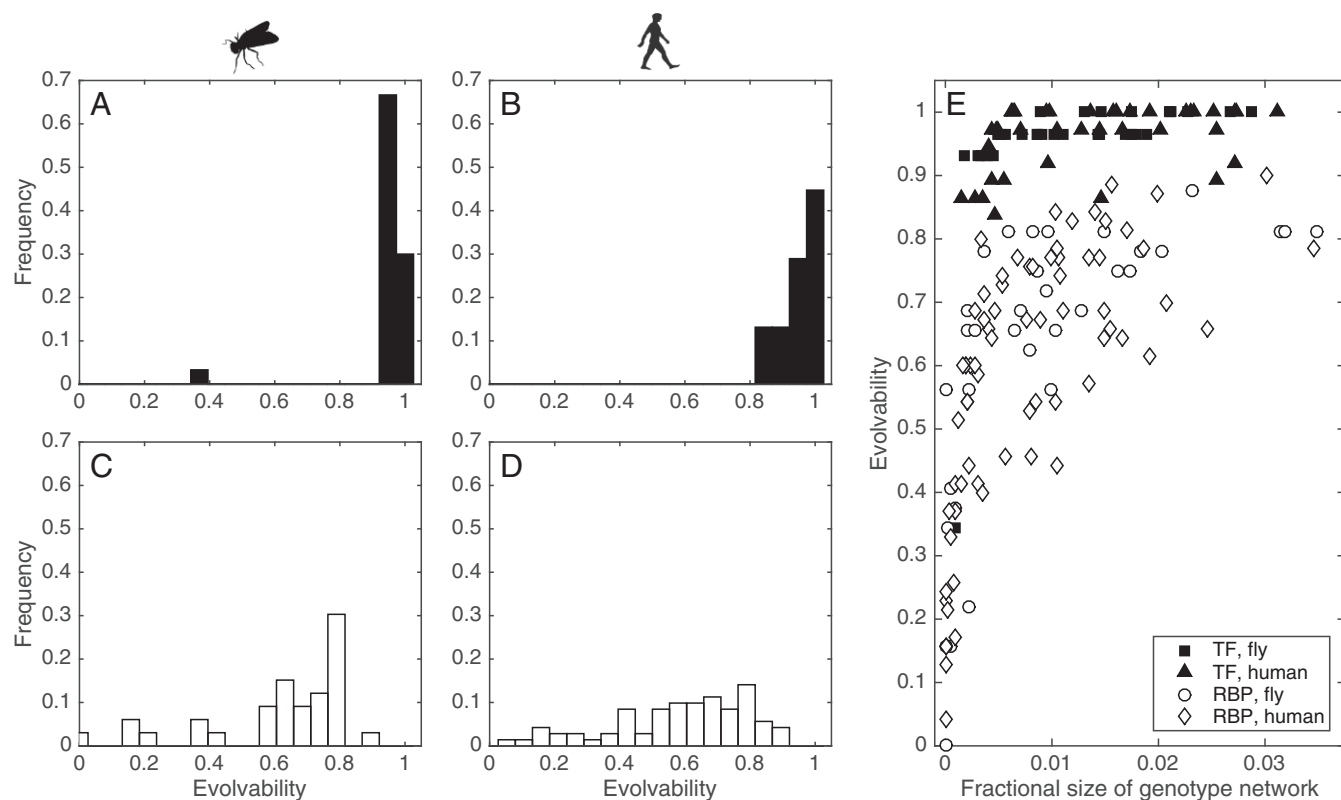 A
0.7
0.6
0.5
0.4
0.3
0.2
0.1
0
Frequency
0 0.2 0.4 0.6 0.8 1
B
0.7
0.6
0.5
0.4
0.3
0.2
0.1
0
0 0.2 0.4 0.6 0.8 1
C
0.7
0.6
0.5
0.4
0.3
0.2
0.1
0
Frequency
0 0.2 0.4 0.6 0.8 1
Evolvability
D
0.7
0.6
0.5
0.4
0.3
0.2
0.1
0
0 0.2 0.4 0.6 0.8 1
Evolvability
E
1
0.9
0.8
0.7
0.6
0.5
0.4
0.3
0.2
0.1
0
Evolvability
TF, fly
TF, human
RBP, fly
RBP, human
0 0.01 0.02 0.03
Fractional size of genotype network